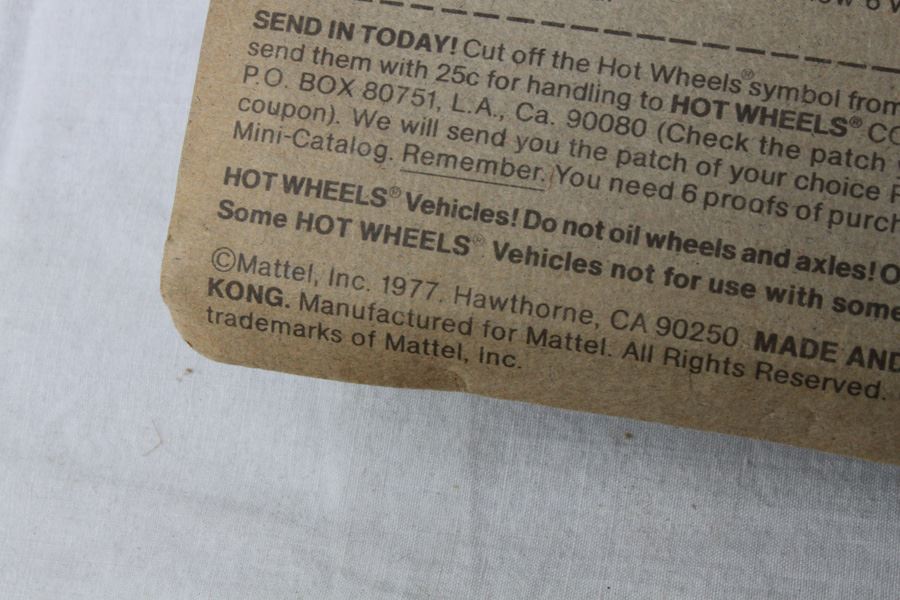 SEND IN TODAY! Cut off the Hot Wheels® symbol from
send them with 25c for handling to HOT WHEELS® CO
P.O. BOX 80751, L.A., Ca. 90080 (Check the patch
coupon). We will send you the patch of your choice
Mini-Catalog. Remember. You need 6 proofs of purch
HOT WHEELS® Vehicles! Do not oil wheels and axles! O
Some HOT WHEELS® Vehicles not for use with some
©Mattel, Inc. 1977. Hawthorne, CA 90250 MADE AND
KONG. Manufactured for Mattel. All Rights Reserved.
trademarks of Mattel, Inc.